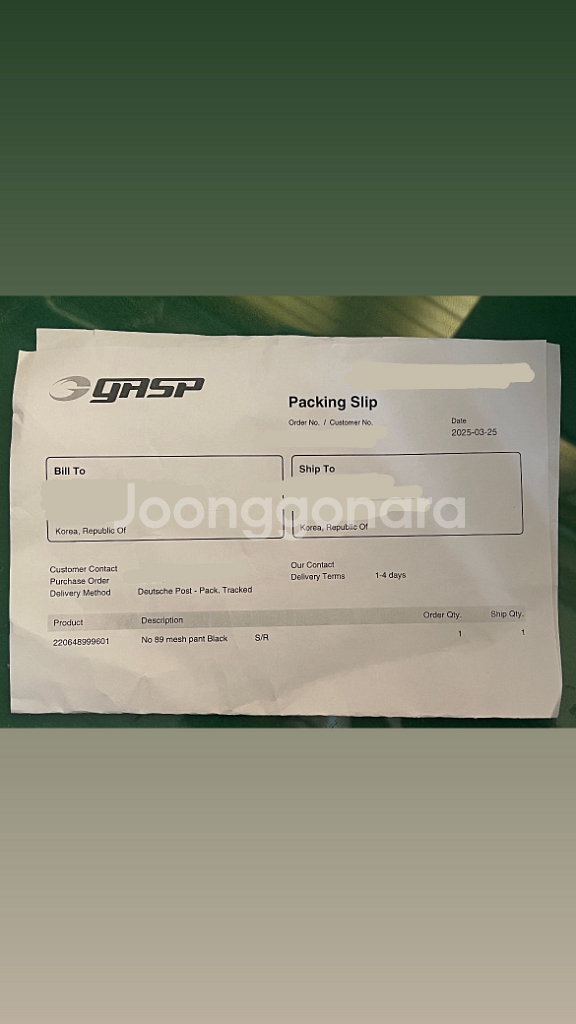 GASP
Packing Slip
Order No. / Customer No.
Date
2025-03-25
Bill To
Ship To
Joonggonara
Korea, Republic Of
Korea, Republic Of
Customer Contact
Purchase Order
Delivery Method Deutsche Post - Pack. Tracked
Our Contact
Delivery Terms 1-4 days
Product Description Order Qty. Ship Qty.
220648999601 No 89 mesh pant Black S/R 1 1